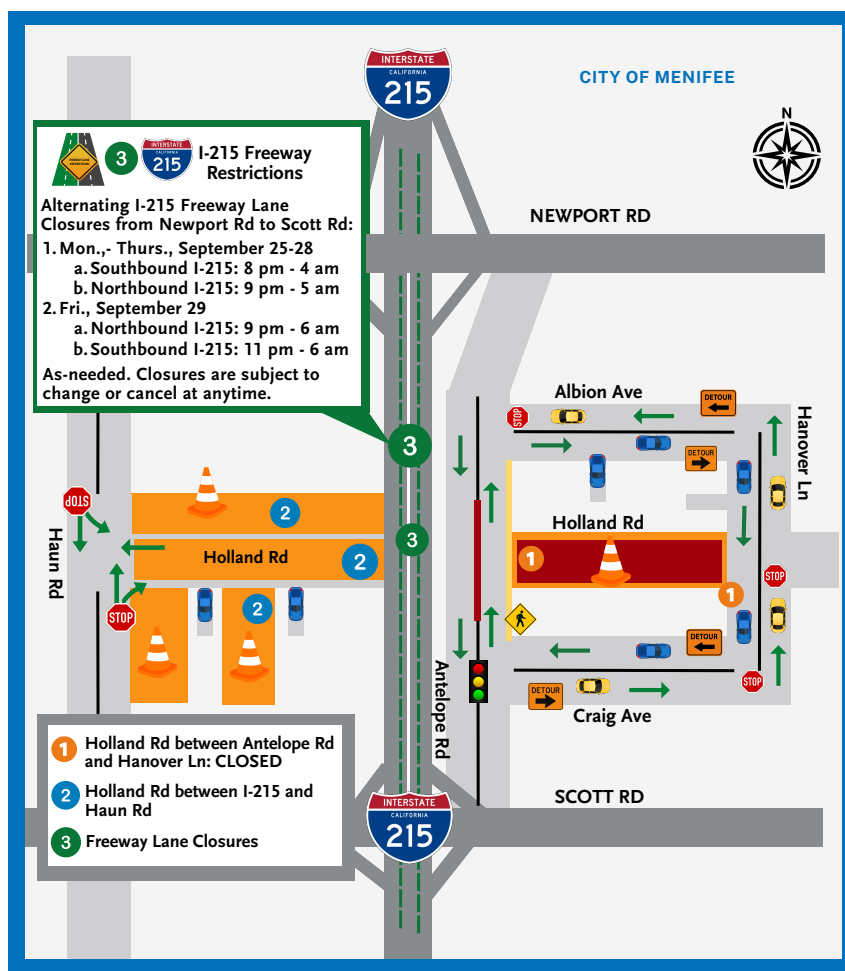 INTERSTATE
CALIFORNIA
215
CITY OF MENIFEE
N
NEWPORT RD
FREEWAY LANE
RESTRICTIONS
3
INTERSTATE
215
I-215 Freeway
Restrictions
Alternating I-215 Freeway Lane
Closures from Newport Rd to Scott Rd:
1. Mon.,- Thurs., September 25-28
a. Southbound I-215: 8 pm - 4 am
b. Northbound I-215: 9 pm - 5 am
2. Fri., September 29
a. Northbound I-215: 9 pm - 6 am
b. Southbound I-215: 11 pm - 6 am
As-needed. Closures are subject to
change or cancel at anytime.
Albion Ave
DETOUR
STOP
Hanover Ln
3
DETOUR
STOP
2
Holland Rd
3
Haun Rd
Holland Rd
2
1
STOP
1
2
STOP
DETOUR
Antelope Rd
STOP
DETOUR
Craig Ave
1 Holland Rd between Antelope Rd
and Hanover Ln: CLOSED
2 Holland Rd between I-215 and
Haun Rd
3 Freeway Lane Closures
INTERSTATE
CALIFORNIA
215
SCOTT RD